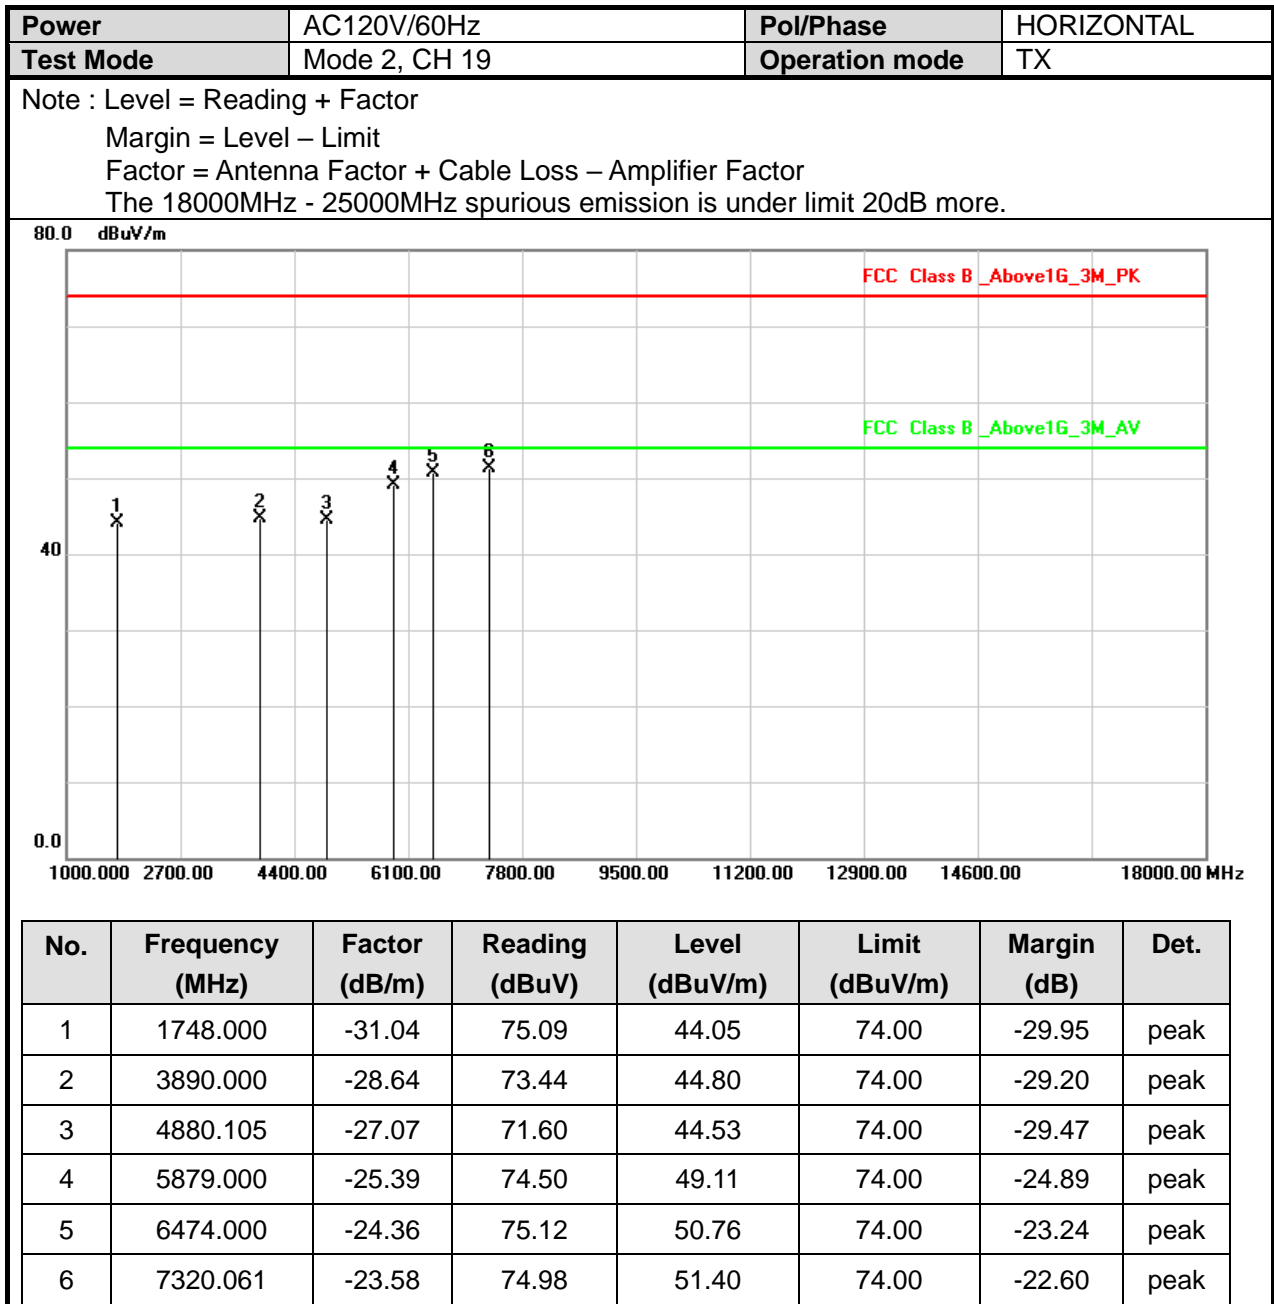 Power AC120V/60Hz Pol/Phase HORIZONTAL
Test Mode Mode 2, CH 19 Operation mode TX
Note : Level = Reading + Factor
Margin = Level – Limit
Factor = Antenna Factor + Cable Loss – Amplifier Factor
The 18000MHz - 25000MHz spurious emission is under limit 20dB more.
80.0 dBuV/m
FCC Class B _Above1G_3M_PK
FCC Class B _Above1G_3M_AV
1 2 3 4 5 6
40
0.0
1000.000 2700.00 4400.00 6100.00 7800.00 9500.00 11200.00 12900.00 14600.00 18000.00 MHz
No. Frequency Factor Reading Level Limit Margin Det.
(MHz) (dB/m) (dBuV) (dBuV/m) (dBuV/m) (dB)
1 1748.000 -31.04 75.09 44.05 74.00 -29.95 peak
2 3890.000 -28.64 73.44 44.80 74.00 -29.20 peak
3 4880.105 -27.07 71.60 44.53 74.00 -29.47 peak
4 5879.000 -25.39 74.50 49.11 74.00 -24.89 peak
5 6474.000 -24.36 75.12 50.76 74.00 -23.24 peak
6 7320.061 -23.58 74.98 51.40 74.00 -22.60 peak